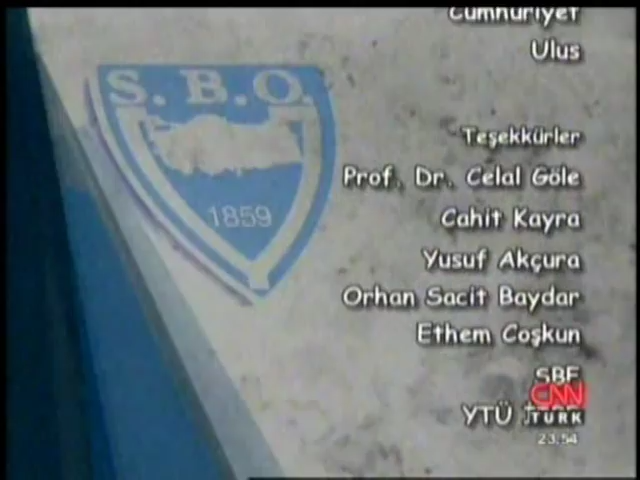 Cumhuriyet
Ulus
S. B. O.
1859
Teşekkürler
Prof. Dr. Celal Göle
Cahit Kayra
Yusuf Akçura
Orhan Sacit Baydar
Ethem Coşkun
SBF
CNN
YTÜ
TURK
23.54